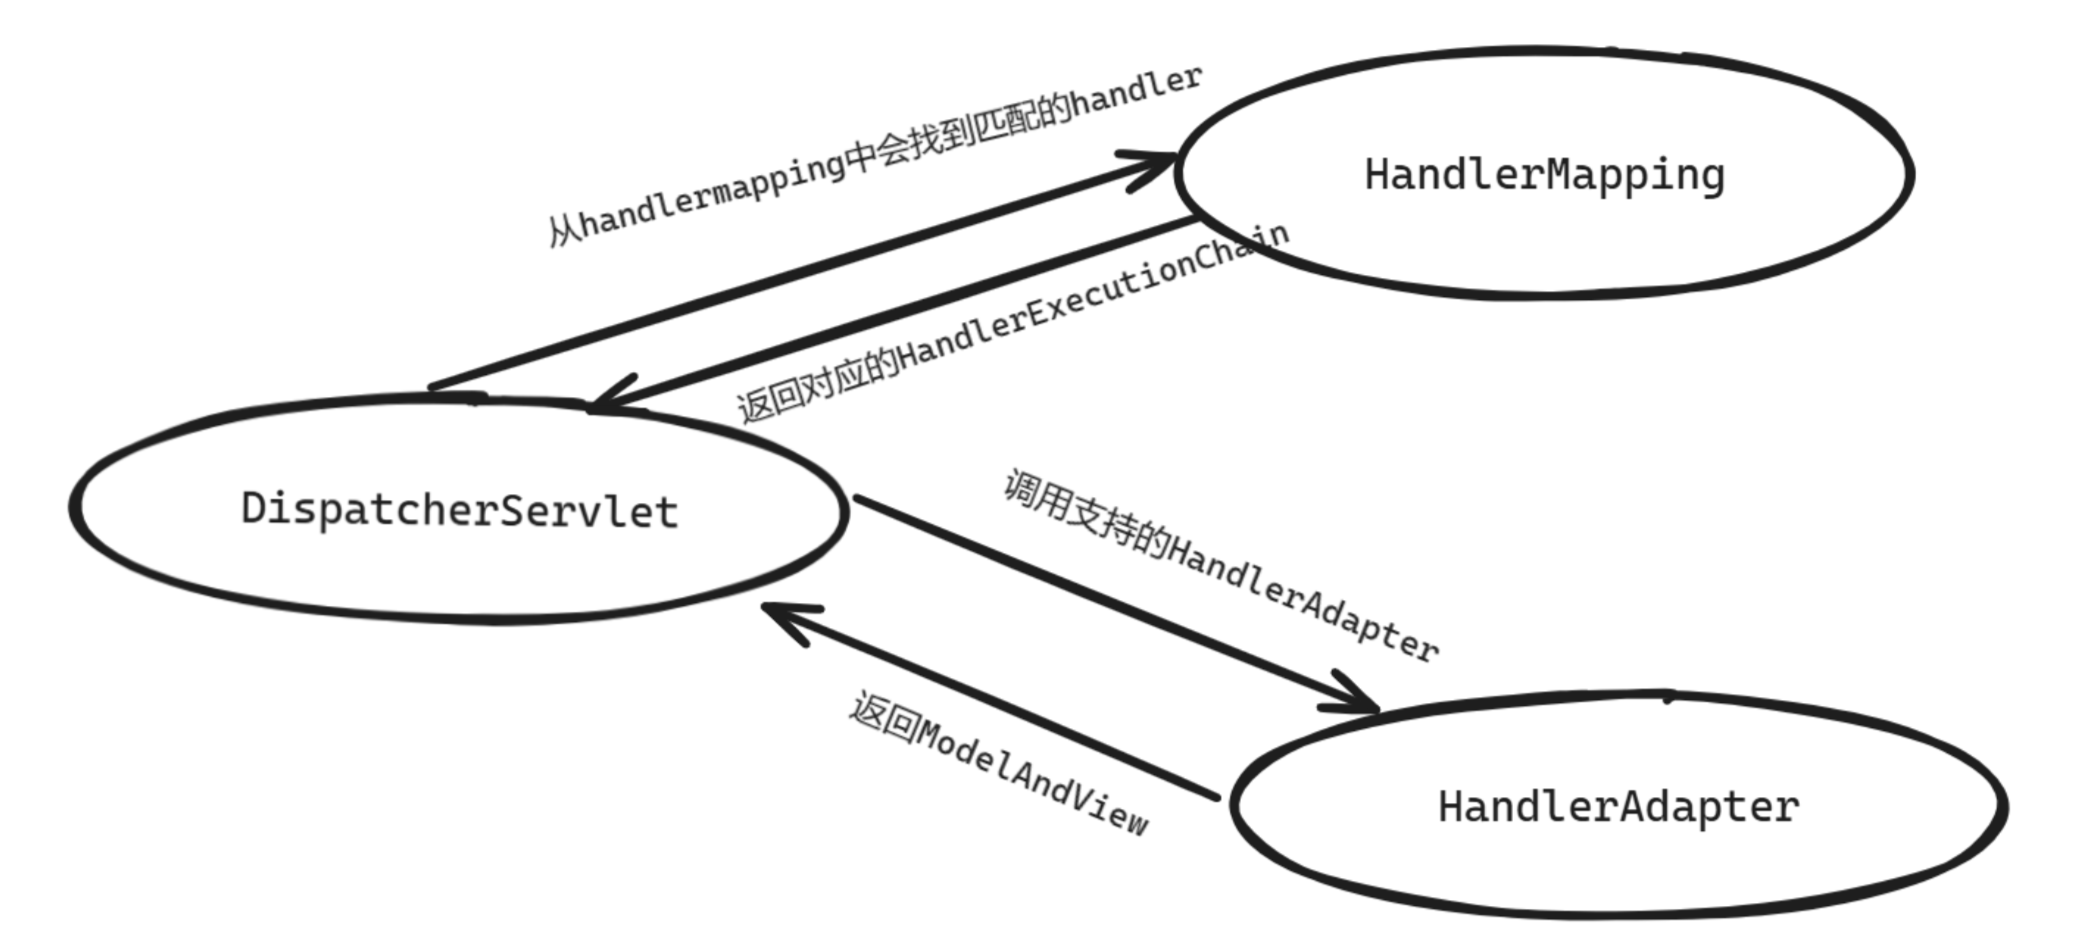 从handlermapping中会找到匹配的handler
HandlerMapping
返回对应的HandlerExecutionChain
DispatcherServlet
调用支持的HandlerAdapter
返回ModelAndView
HandlerAdapter